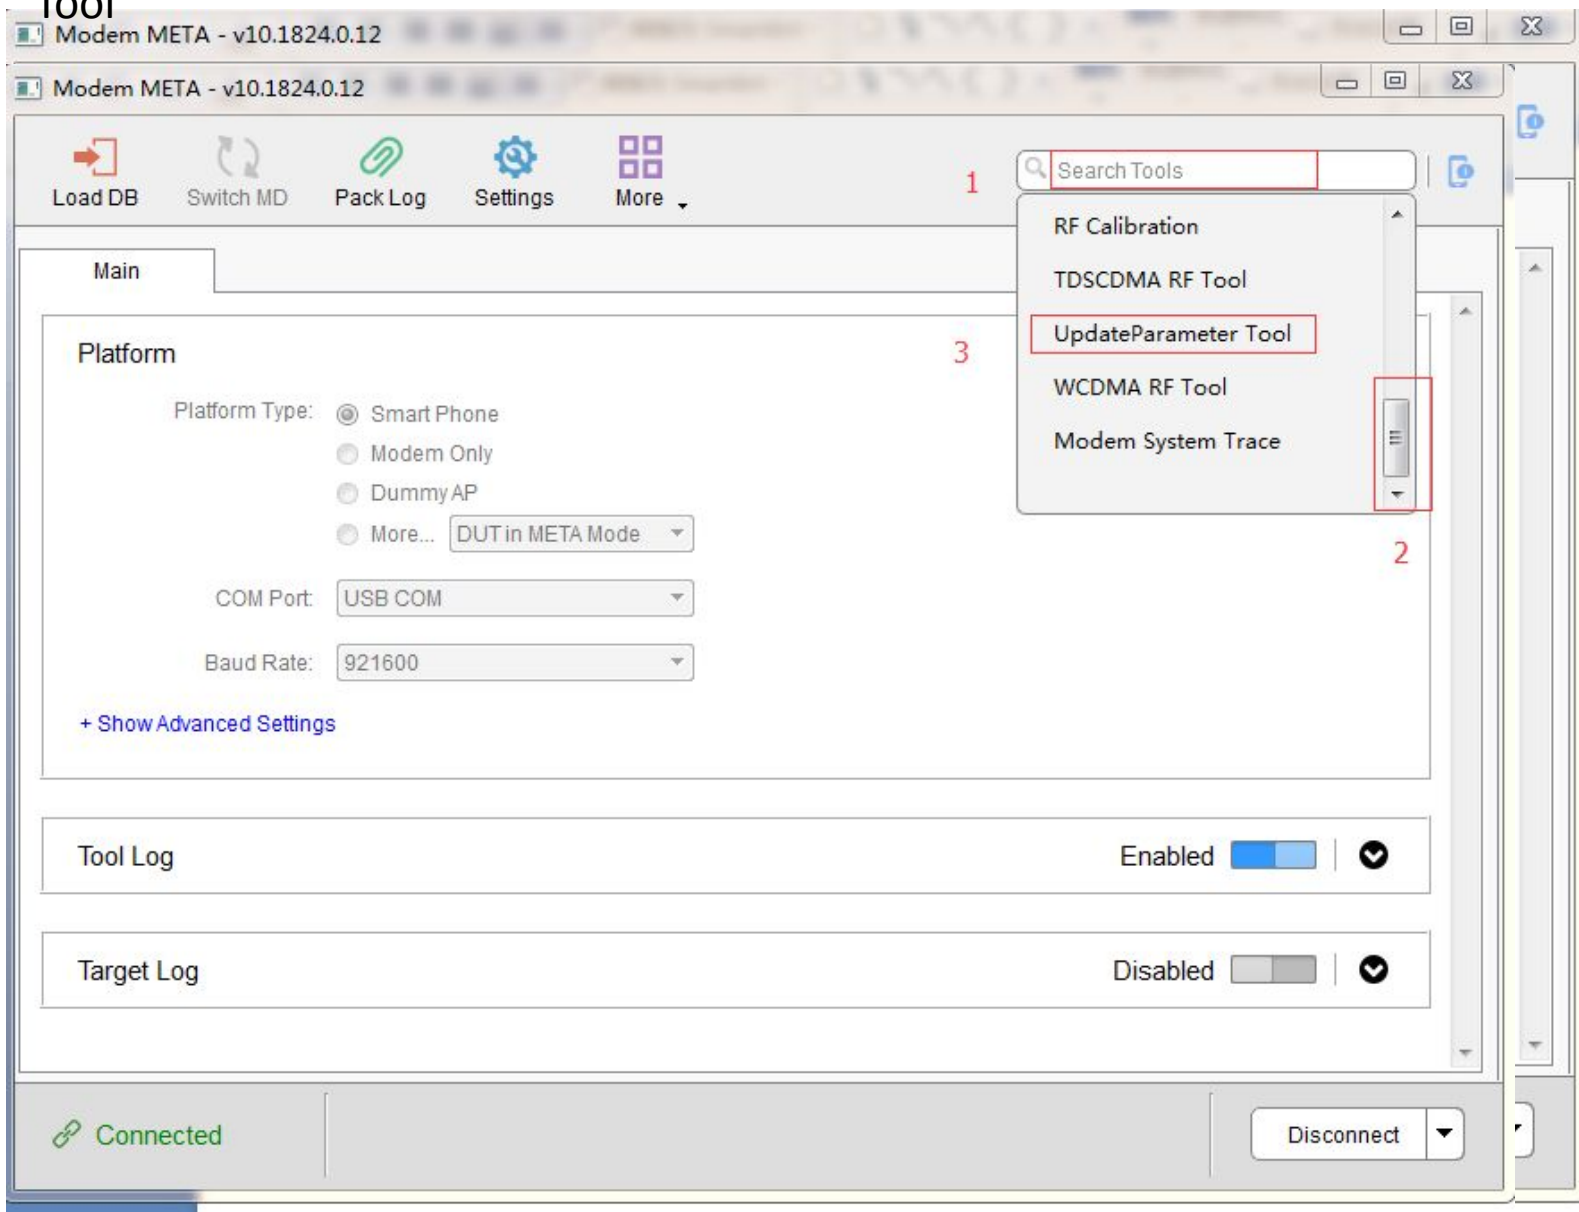 Tool
Modem META - v10.1824.0.12
Modem META - v10.1824.0.12
Load DB
Switch MD
Pack Log
Settings
More
1
Search Tools
RF Calibration
TDSCDMA RF Tool
UpdateParameter Tool
WCDMA RF Tool
Modem System Trace
3
2
Main
Platform
Platform Type:
Smart Phone
Modem Only
Dummy AP
More...
DUT in META Mode
COM Port:
USB COM
Baud Rate:
921600
+ Show Advanced Settings
Tool Log
Enabled
Target Log
Disabled
Connected
Disconnect